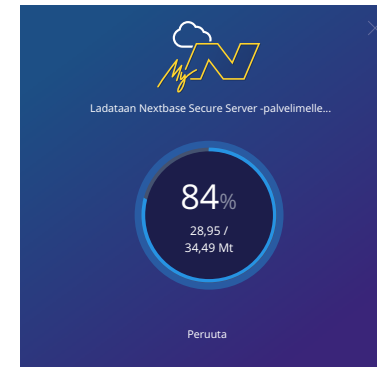 MyN
Ladataan Nextbase Secure Server -palvelimelle...
84%
28,95 /
34,49 Mt
Peruuta